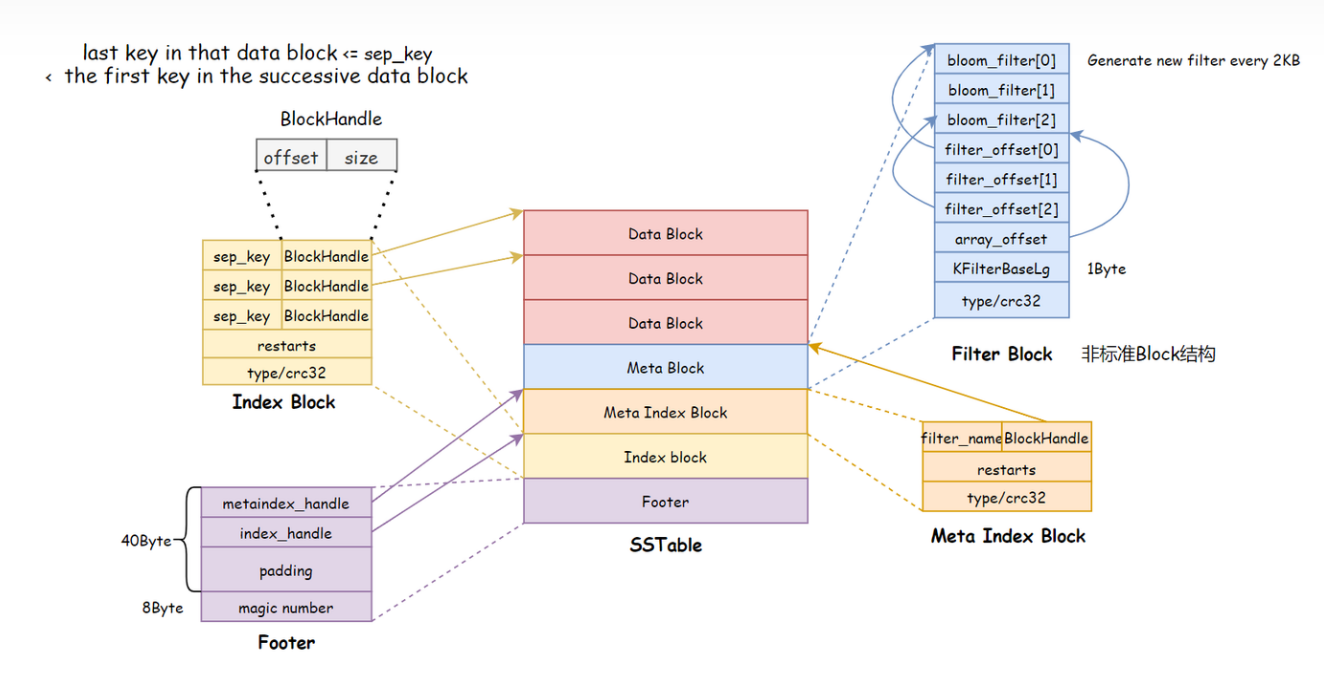 last key in that data block <= sep_key
< the first key in the successive data block
BlockHandle
offset size
sep_key BlockHandle
sep_key BlockHandle
sep_key BlockHandle
restarts
type/crc32
Index Block
metaindex_handle
index_handle
padding
magic number
40Byte
8Byte
Footer
Data Block
Data Block
Data Block
Meta Block
Meta Index Block
Index block
Footer
SSTable
bloom_filter[0]
Generate new filter every 2KB
bloom_filter[1]
bloom_filter[2]
filter_offset[0]
filter_offset[1]
filter_offset[2]
array_offset
KFilterBaseLg
1Byte
type/crc32
Filter Block
非标准Block结构
filter_name BlockHandle
restarts
type/crc32
Meta Index Block